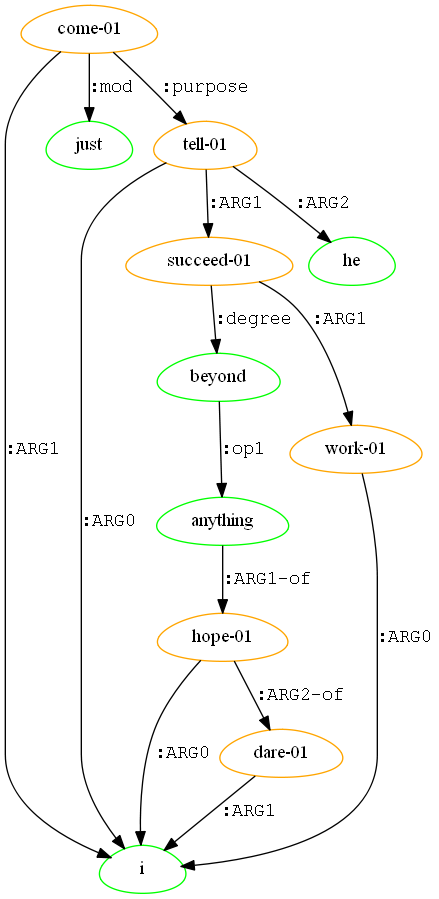 come-01
:mod
:purpose
just
tell-01
:ARG1
:ARG2
succeed-01
he
:degree
:ARG1
beyond
:ARG1
:op1
work-01
:ARG0
anything
:ARG1-of
hope-01
:ARG0
:ARG2-of
:ARG0
dare-01
:ARG1
i